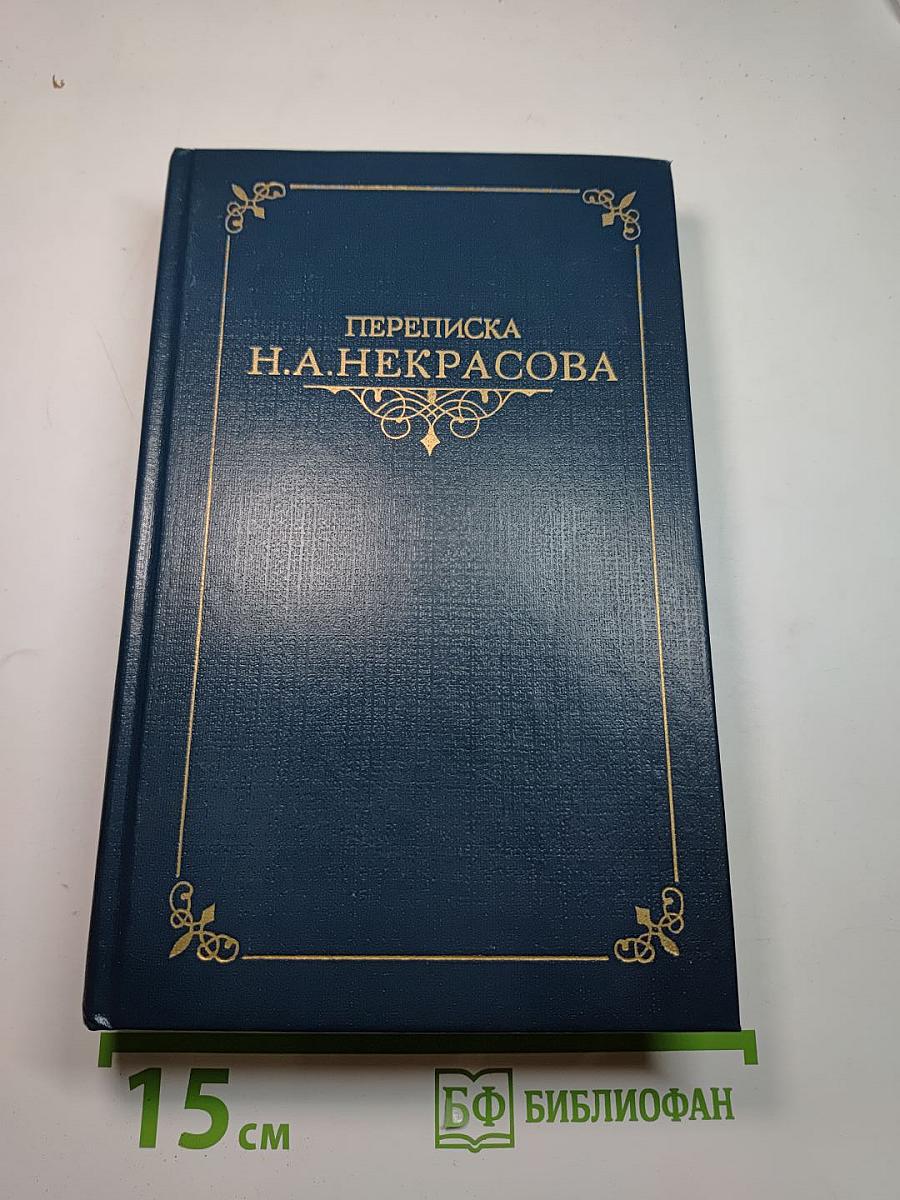 ПЕРЕПИСКА
Н.А.НЕКРАСОВА
15 см
БФ БИБЛИОФАН